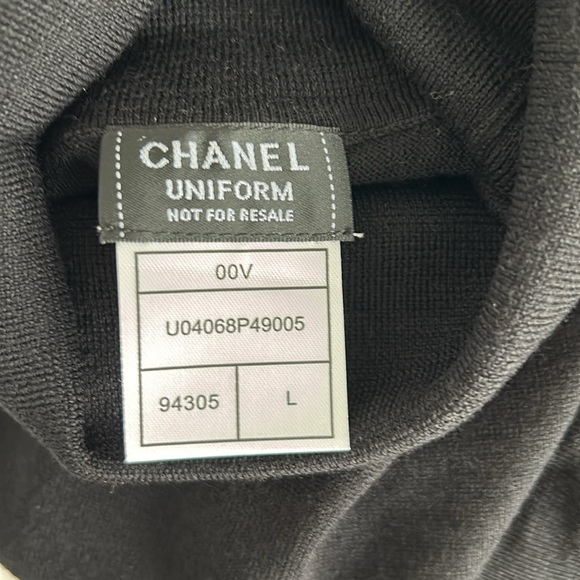 CHANEL
UNIFORM
NOT FOR RESALE
00V
U04068P49005
94305 L